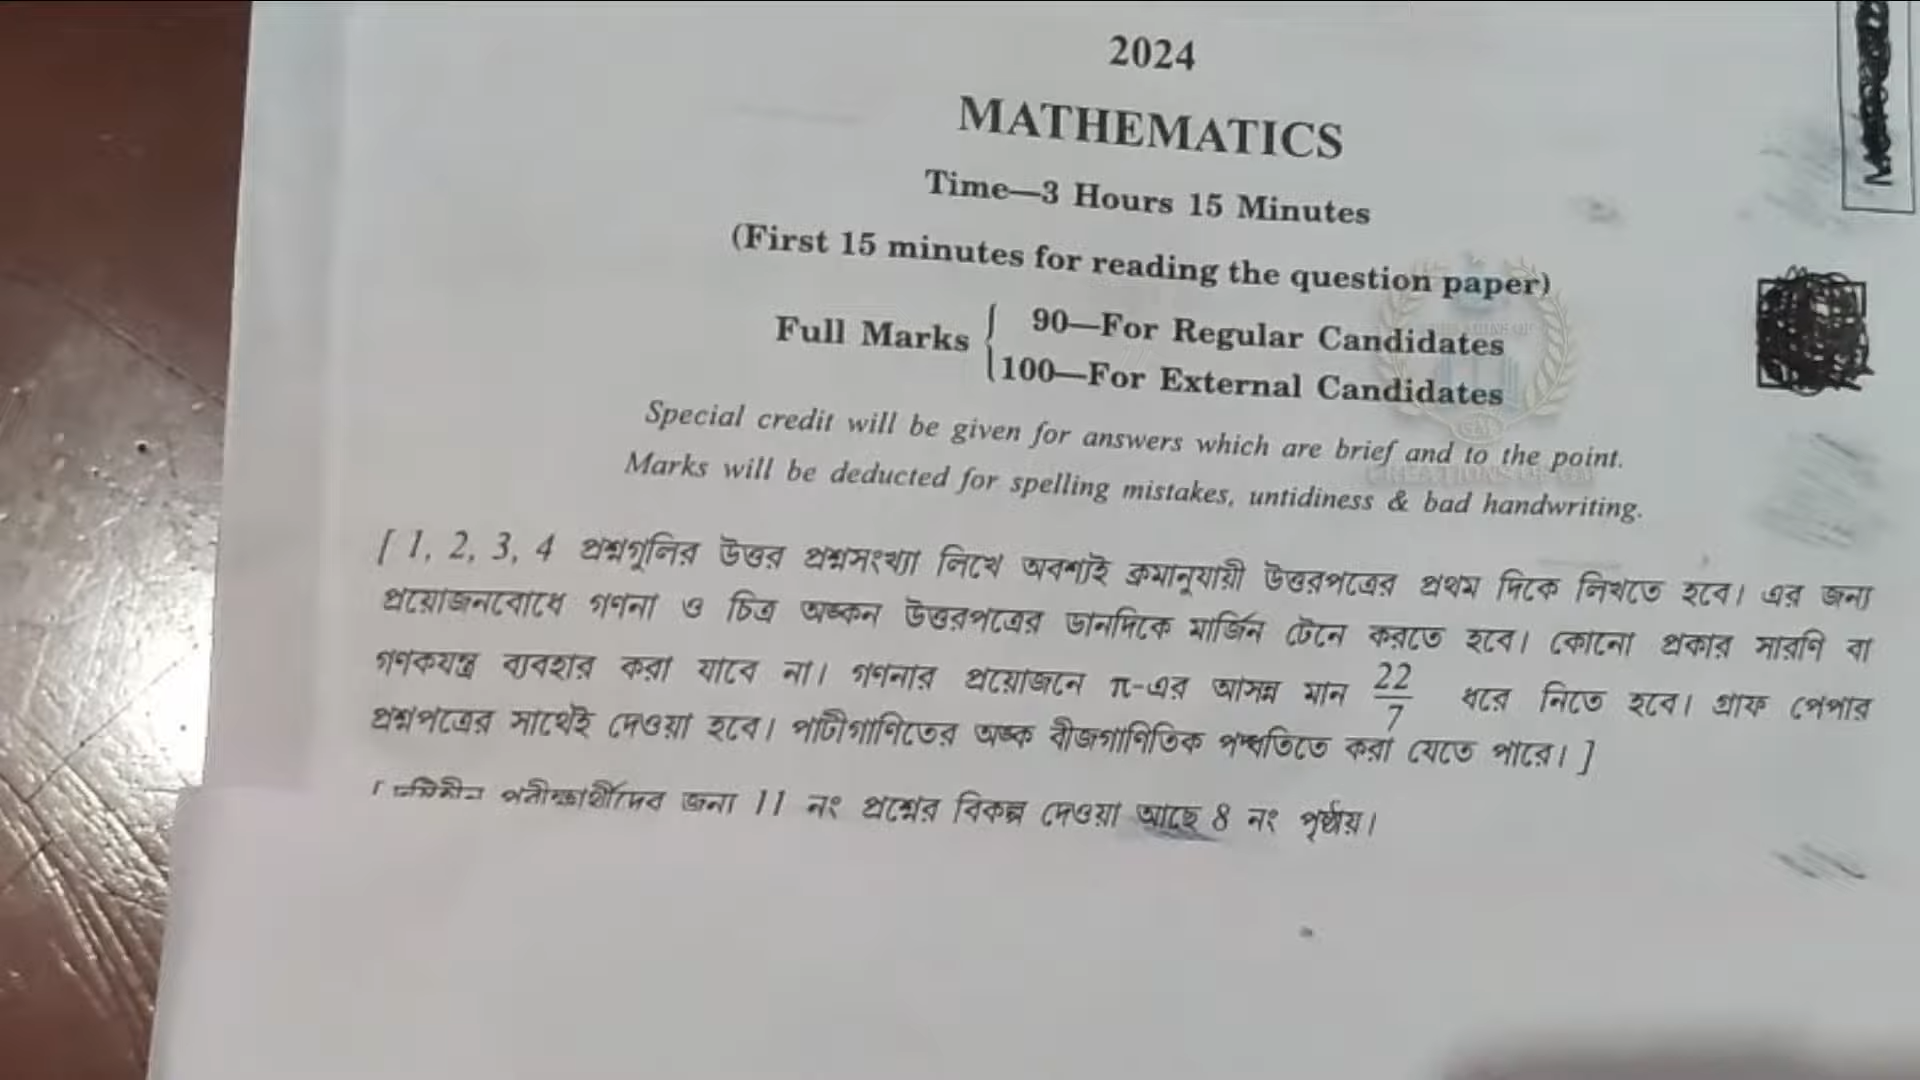 2024
MATHEMATICS
Time—3 Hours 15 Minutes
(First 15 minutes for reading the question paper)
Full Marks { 90—For Regular Candidates
100—For External Candidates
Special credit will be given for answers which are brief and to the point.
Marks will be deducted for spelling mistakes, untidiness & bad handwriting.
[ 1, 2, 3, 4 প্রশ্নগুলির উত্তর প্রশ্নসংখ্যা লিখে অবশ্যই ক্রমানুযায়ী উত্তরপত্রের প্রথম দিকে লিখতে হবে। এর জন্য
প্রয়োজনবোধে গণনা ও চিত্র অঙ্কন উত্তরপত্রের ডানদিকে মার্জিন টেনে করতে হবে। কোনো প্রকার সারণি বা
গণকযন্ত্র ব্যবহার করা যাবে না। গণনার প্রয়োজনে π-এর আসন্ন মান 22/7 ধরে নিতে হবে। গ্রাফ পেপার
প্রশ্নপত্রের সাথেই দেওয়া হবে। পাটীগণিতের অঙ্ক বীজগাণিতিক পদ্ধতিতে করা যেতে পারে। ]
[ দৃষ্টিহীন পরীক্ষার্থীদের জন্য 11 নং প্রশ্নের বিকল্প দেওয়া আছে 8 নং পৃষ্ঠায়।